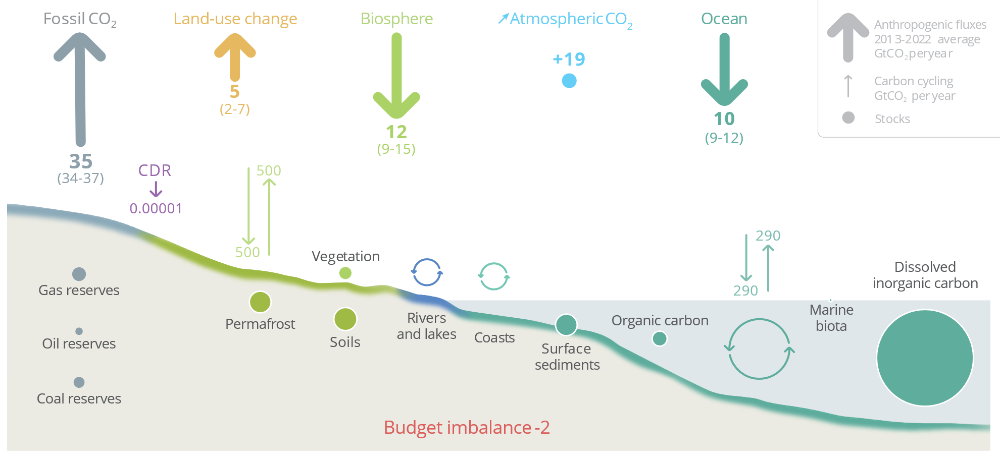 Fossil CO₂
35
(34-37)
CDR
0.00001
Land-use change
5
(2-7)
Biosphere
12
(9-15)
Atmospheric CO₂
+19
Ocean
10
(9-12)
Anthropogenic fluxes
2013-2022 average
GtCO₂ per year
Carbon cycling
GtCO₂ per year
Stocks
500
500
290
290
Gas reserves
Oil reserves
Coal reserves
Permafrost
Vegetation
Soils
Rivers
and lakes
Coasts
Surface
sediments
Organic carbon
Marine
biota
Dissolved
inorganic carbon
Budget imbalance -2